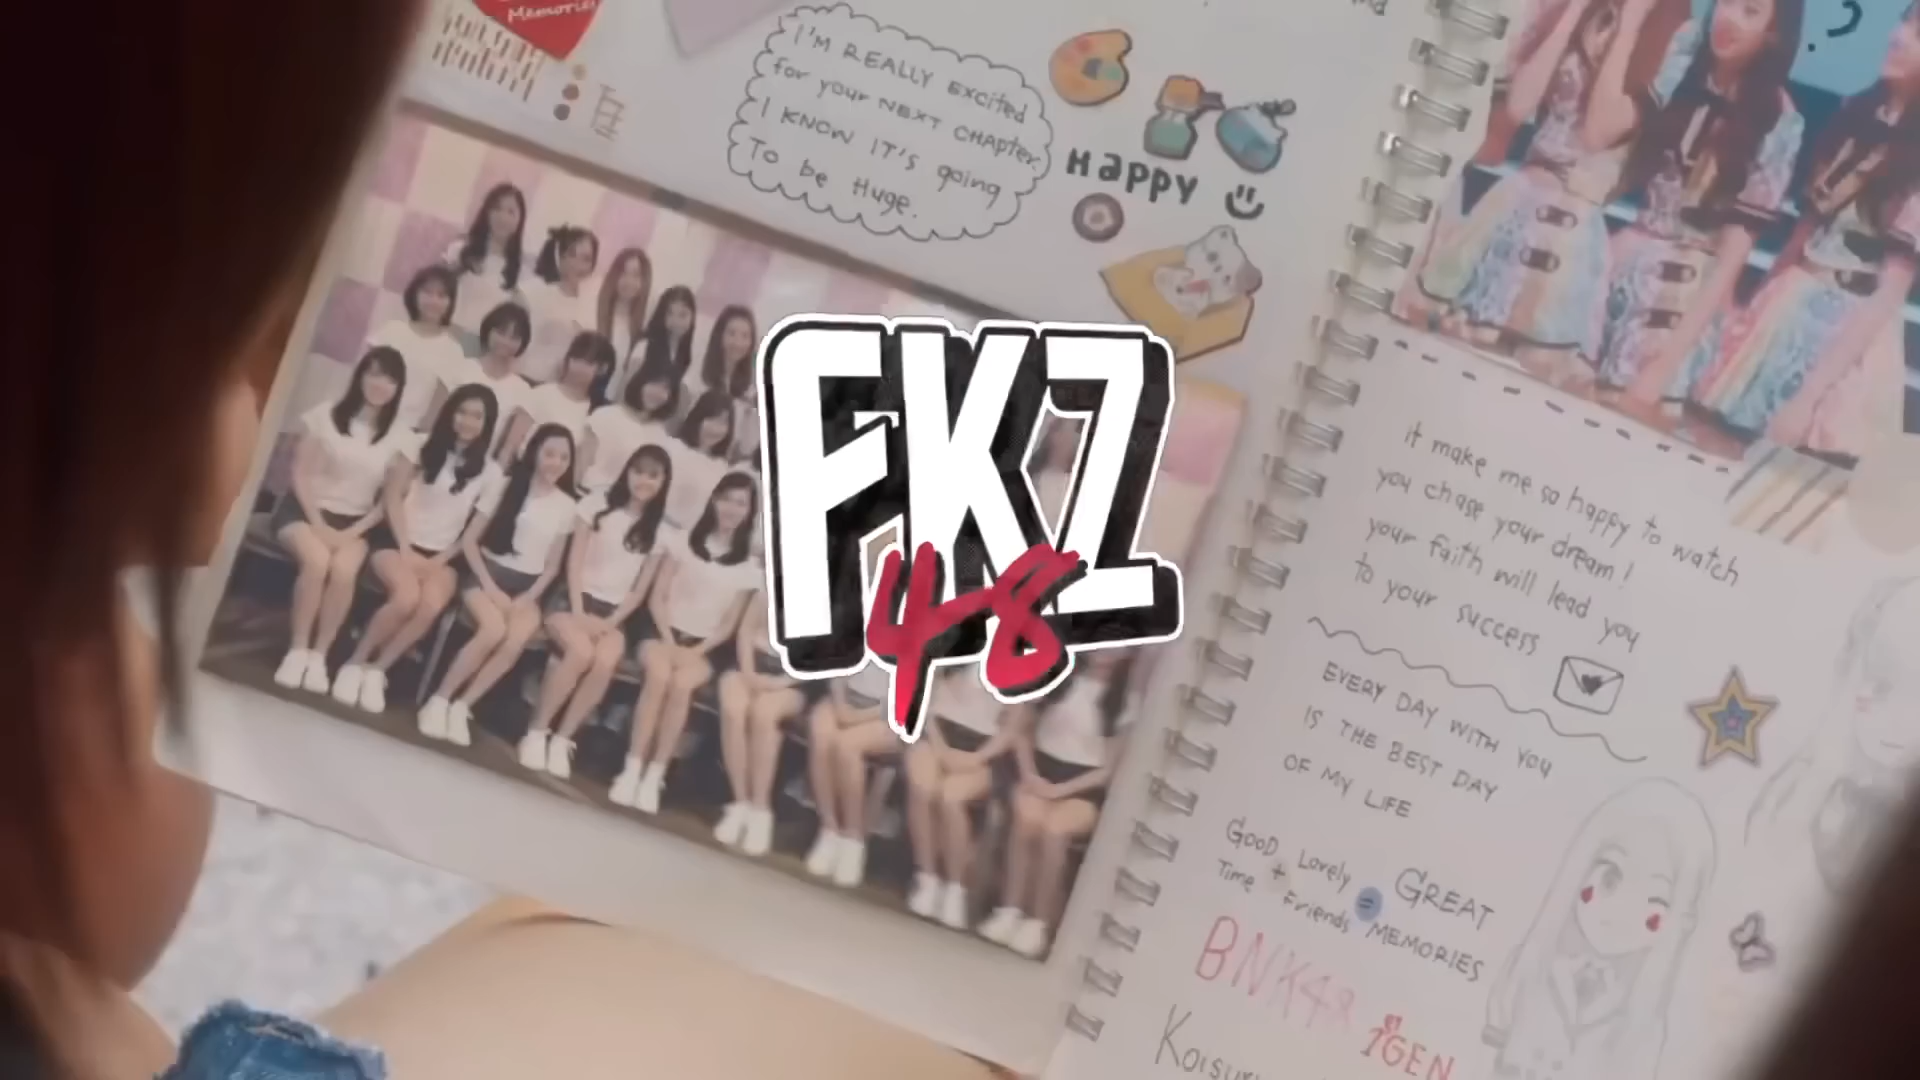 Memories
I'M REALLY Excited
for your NEXT CHAPter.
I KNOW IT'S going
To be Huge.
HAPPY
FKZ
48
it make me so happy to watch
you chase your dream!
your faith will lead you
to your success
EVERY DAY WITH YOU
IS THE BEST DAY
OF MY LIFE
GOOD Lovely = GREAT
Time + Friends MEMORIES
BNK48 1GEN